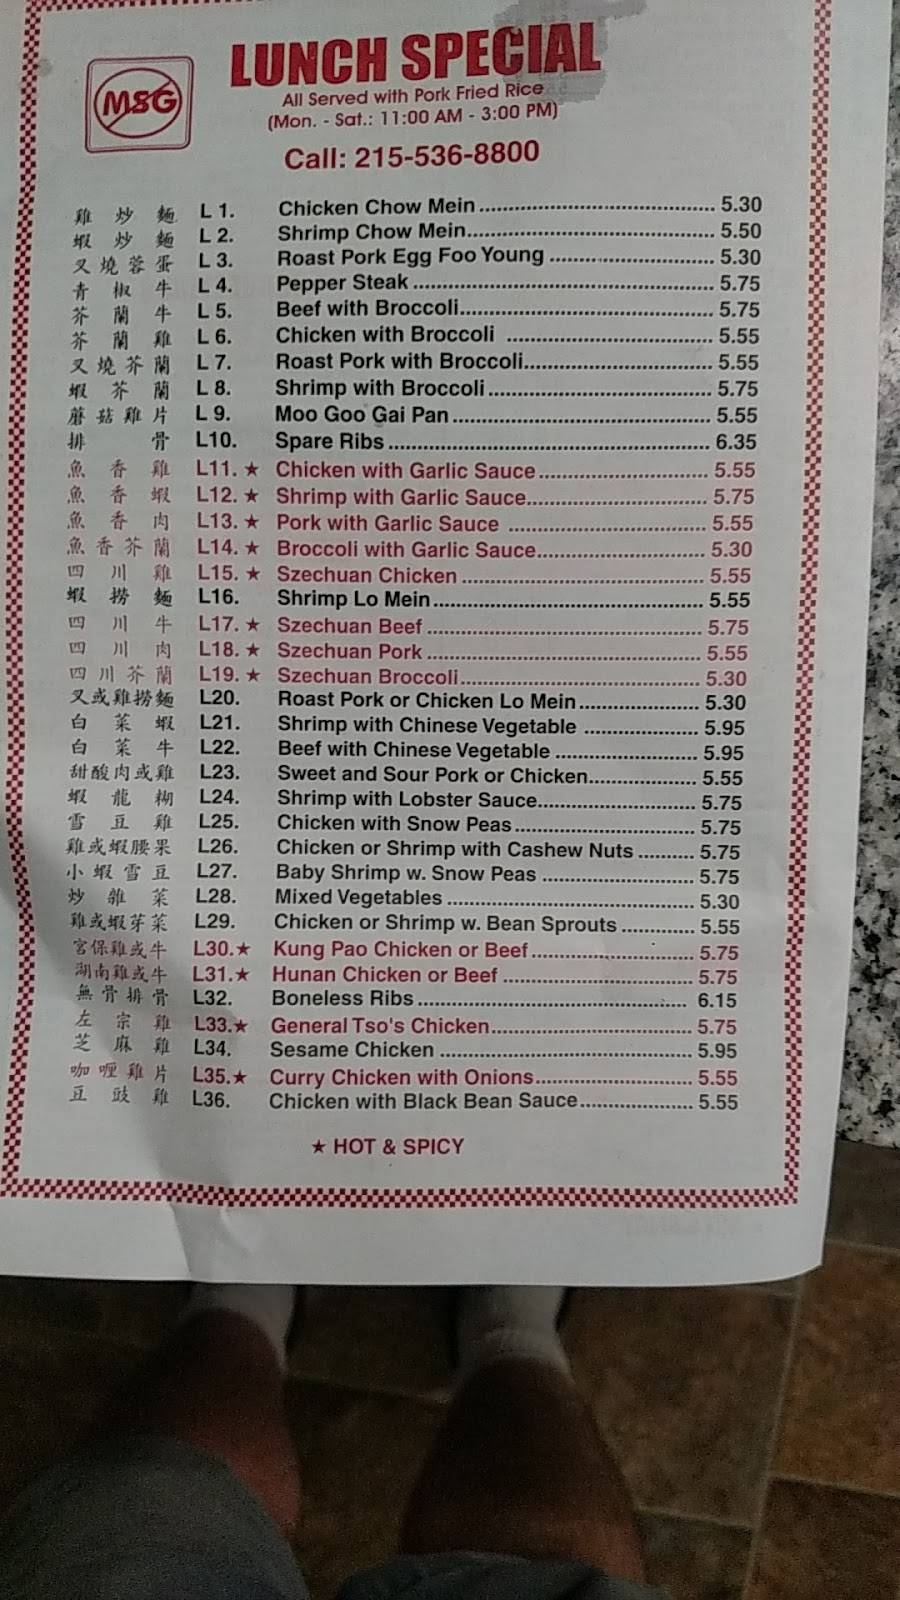 MSG
LUNCH SPECIAL
All Served with Pork Fried Rice
(Mon. - Sat.: 11:00 AM - 3:00 PM)
Call: 215-536-8800
雞炒麵 L 1. Chicken Chow Mein 5.30
蝦炒麵 L 2. Shrimp Chow Mein 5.50
叉燒蓉蛋 L 3. Roast Pork Egg Foo Young 5.30
青椒牛 L 4. Pepper Steak 5.75
芥蘭牛 L 5. Beef with Broccoli 5.75
芥蘭雞 L 6. Chicken with Broccoli 5.55
叉燒芥蘭 L 7. Roast Pork with Broccoli 5.55
蝦芥蘭 L 8. Shrimp with Broccoli 5.75
蘑菇雞片 L 9. Moo Goo Gai Pan 5.55
排骨 L10. Spare Ribs 6.35
魚香雞 L11. ★ Chicken with Garlic Sauce 5.55
魚香蝦 L12. ★ Shrimp with Garlic Sauce 5.75
魚香肉 L13. ★ Pork with Garlic Sauce 5.55
魚香芥蘭 L14. ★ Broccoli with Garlic Sauce 5.30
四川雞 L15. ★ Szechuan Chicken 5.55
蝦撈麵 L16. Shrimp Lo Mein 5.55
四川牛 L17. ★ Szechuan Beef 5.75
四川肉 L18. ★ Szechuan Pork 5.55
四川芥蘭 L19. ★ Szechuan Broccoli 5.30
叉或雞撈麵 L20. Roast Pork or Chicken Lo Mein 5.30
白菜蝦 L21. Shrimp with Chinese Vegetable 5.95
白菜牛 L22. Beef with Chinese Vegetable 5.95
甜酸肉或雞 L23. Sweet and Sour Pork or Chicken 5.55
蝦龍糊 L24. Shrimp with Lobster Sauce 5.75
雪豆雞 L25. Chicken with Snow Peas 5.75
雞或蝦腰果 L26. Chicken or Shrimp with Cashew Nuts 5.75
小蝦雪豆 L27. Baby Shrimp w. Snow Peas 5.75
炒雜菜 L28. Mixed Vegetables 5.30
雞或蝦芽菜 L29. Chicken or Shrimp w. Bean Sprouts 5.55
宮保雞或牛 L30.★ Kung Pao Chicken or Beef 5.75
湖南雞或牛 L31.★ Hunan Chicken or Beef 5.75
無骨排骨 L32. Boneless Ribs 6.15
左宗雞 L33.★ General Tso's Chicken 5.75
芝麻雞 L34. Sesame Chicken 5.95
咖喱雞片 L35.★ Curry Chicken with Onions 5.55
豆豉雞 L36. Chicken with Black Bean Sauce 5.55
★ HOT & SPICY